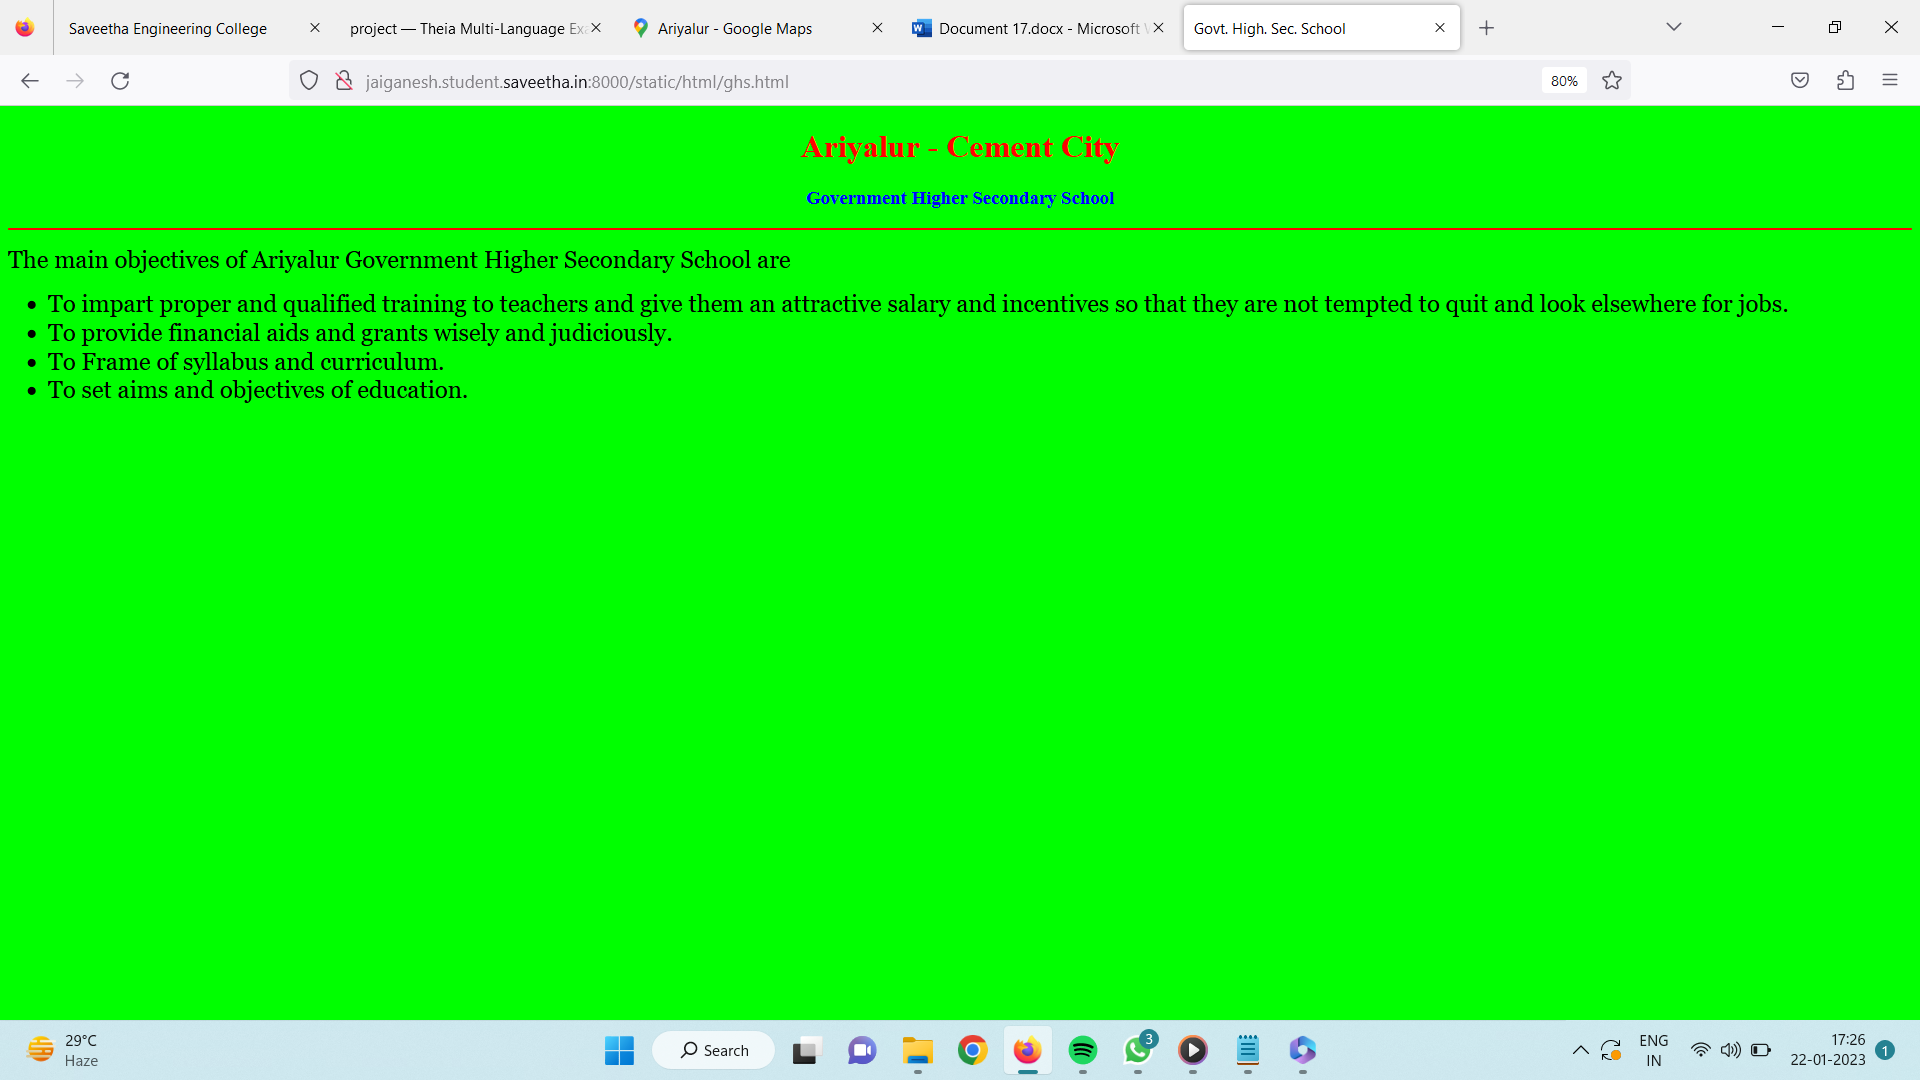 Saveetha Engineering College
project — Theia Multi-Language Ex
Ariyalur - Google Maps
Document 17.docx - Microsoft
Govt. High. Sec. School
jaiganesh.student.saveetha.in:8000/static/html/ghs.html
80%
Ariyalur - Cement City
Government Higher Secondary School
The main objectives of Ariyalur Government Higher Secondary School are
• To impart proper and qualified training to teachers and give them an attractive salary and incentives so that they are not tempted to quit and look elsewhere for jobs.
• To provide financial aids and grants wisely and judiciously.
• To Frame of syllabus and curriculum.
• To set aims and objectives of education.
29°C
Haze
Search
3
ENG
IN
17:26
22-01-2023
1